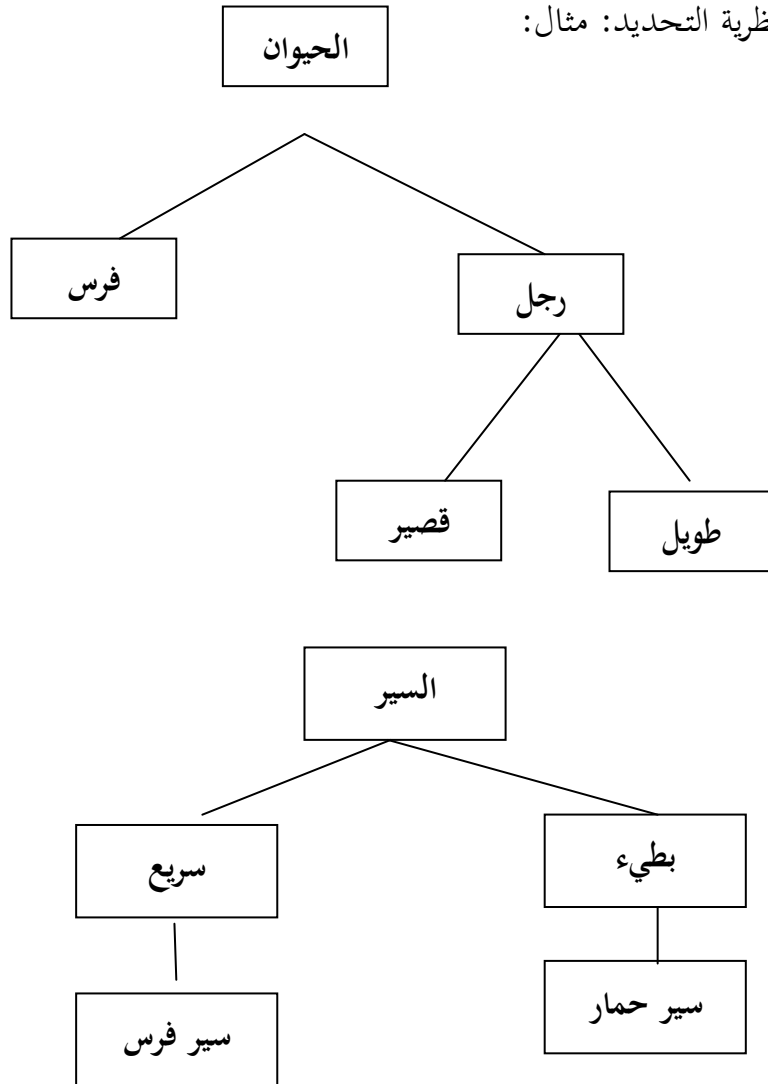 ظرية التحديد: مثال:
الحيوان
رجل
فرس
طويل
قصير
السير
بطيء
سريع
سير حمار
سير فرس